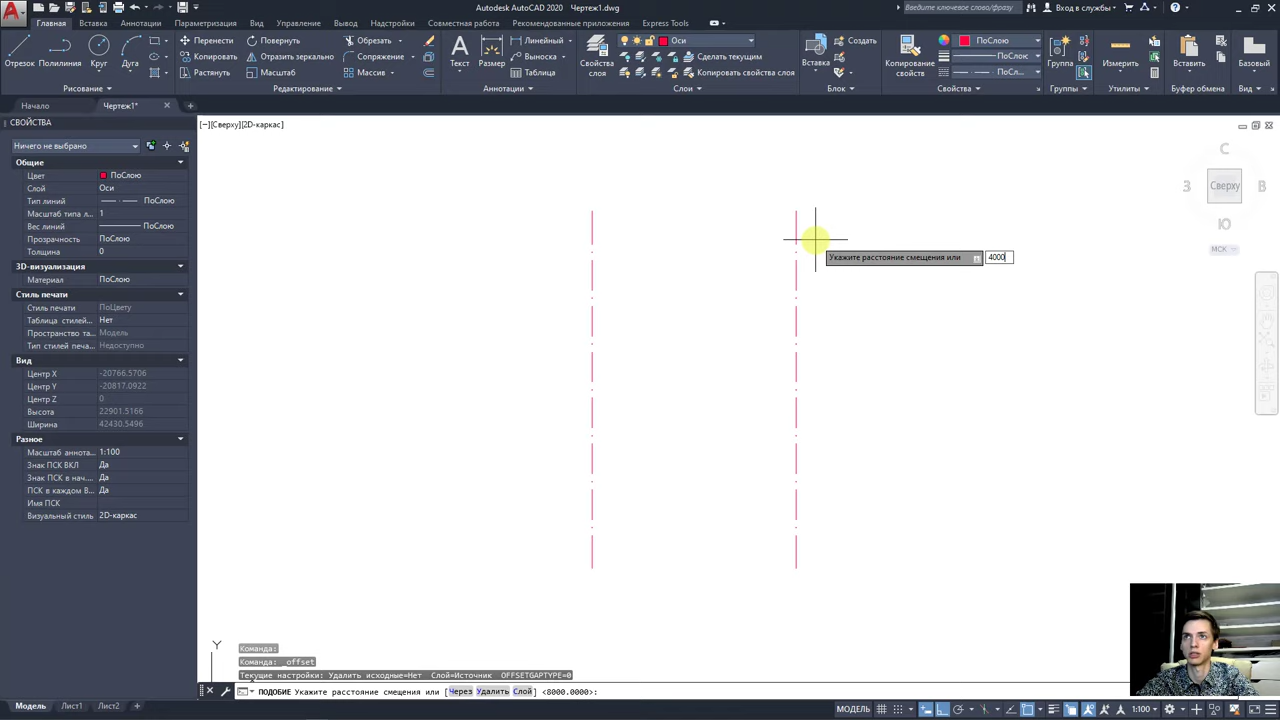 Autodesk AutoCAD 2020 Чертеж1.dwg
Введите ключевое слово/фразу
Вход в службы
Главная Вставка Аннотации Параметризация Вид Управление Вывод Надстройки Совместная работа Рекомендованные приложения Express Tools
Отрезок Полилиния Круг Дуга
Рисование
Перенести Повернуть Обрезать
Копировать Отразить зеркально Сопряжение
Растянуть Масштаб Массив
Редактирование
Текст Размер
Линейный
Выноска
Таблица
Аннотации
Свойства слоя
Оси
Сделать текущим
Копировать свойства слоя
Слои
Вставка
Создать
Блок
Копирование свойств
ПоСлою
ПоСлою
ПоСл...
Свойства
Группа
Группы
Измерить
Утилиты
Вставить
Буфер обмена
Базовый
Вид
Начало Чертеж1*
СВОЙСТВА
[−][Сверху][2D-каркас]
Ничего не выбрано
Общие
Цвет ПоСлою
Слой Оси
Тип линий ПоСлою
Масштаб типа л... 1
Вес линий ПоСлою
Прозрачность ПоСлою
Толщина 0
3D-визуализация
Материал ПоСлою
Стиль печати
Стиль печати ПоЦвету
Таблица стилей... Нет
Пространство та... Модель
Тип стилей печа... Недоступно
Вид
Центр X -20766.5706
Центр Y -20817.0922
Центр Z 0
Высота 22901.5166
Ширина 42430.5496
Разное
Масштаб аннота... 1:100
Знак ПСК ВКЛ Да
Знак ПСК в нач.... Да
ПСК в каждом В... Да
Имя ПСК
Визуальный стиль 2D-каркас
С
З Сверху В
Ю
МСК
Укажите расстояние смещения или 4000
Y
Команда:
Команда: _offset
Текущие настройки: Удалить исходные=Нет Слой=Источник OFFSETGAPTYPE=0
ПОДОБИЕ Укажите расстояние смещения или [Через Удалить Слой] <8000.0000>:
Модель Лист1 Лист2
МОДЕЛЬ 1:100